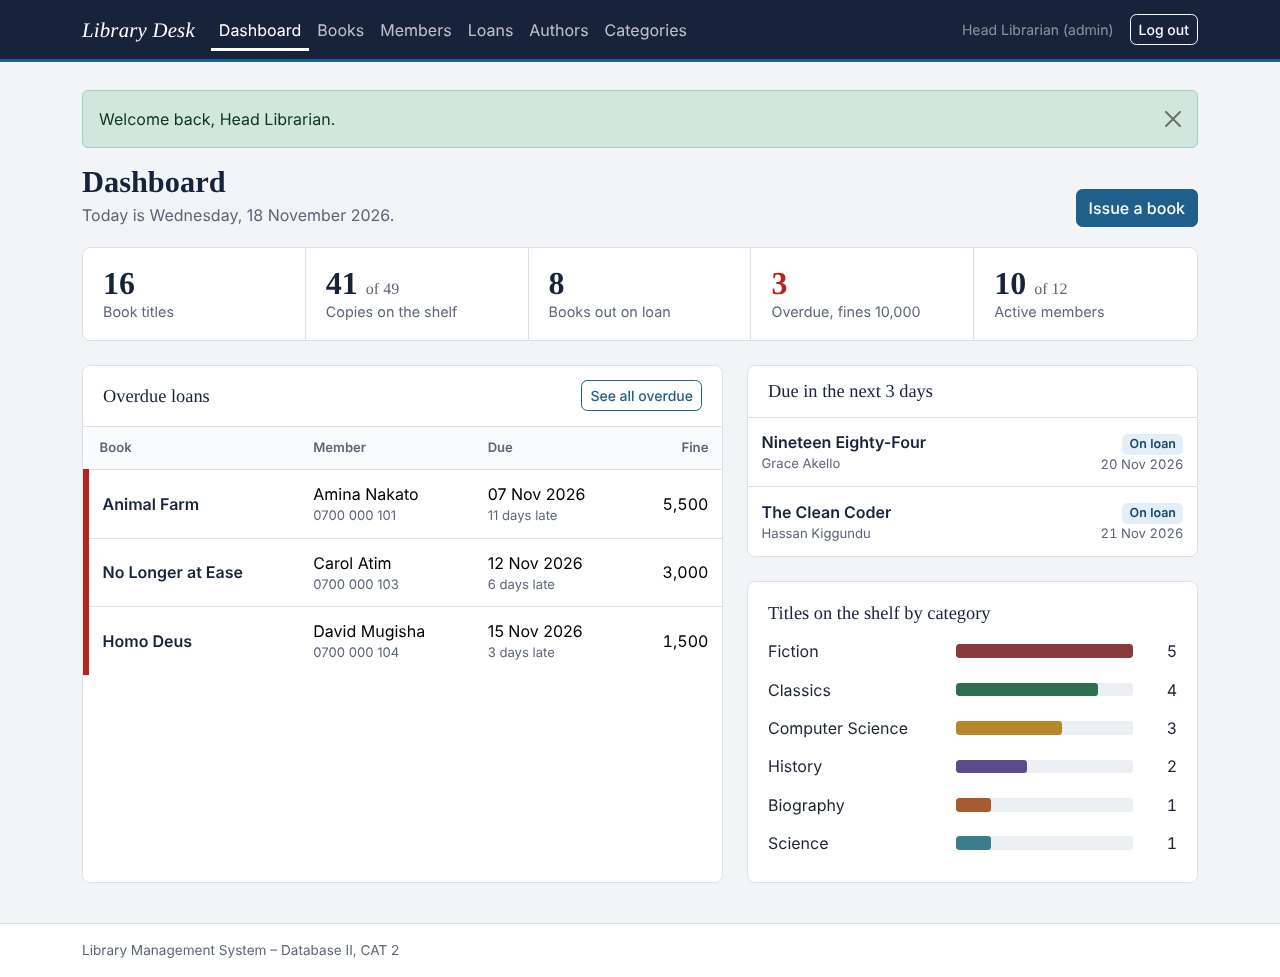 Library Desk Dashboard Books Members Loans Authors Categories Head Librarian (admin) Log out
Welcome back, Head Librarian.
Dashboard
Today is Wednesday, 18 November 2026.
Issue a book
16
Book titles
41 of 49
Copies on the shelf
8
Books out on loan
3
Overdue, fines 10,000
10 of 12
Active members
Overdue loans
See all overdue
Book Member Due Fine
Animal Farm
Amina Nakato
0700 000 101
07 Nov 2026
11 days late
5,500
No Longer at Ease
Carol Atim
0700 000 103
12 Nov 2026
6 days late
3,000
Homo Deus
David Mugisha
0700 000 104
15 Nov 2026
3 days late
1,500
Due in the next 3 days
Nineteen Eighty-Four On loan
Grace Akello 20 Nov 2026
The Clean Coder On loan
Hassan Kiggundu 21 Nov 2026
Titles on the shelf by category
Fiction 5
Classics 4
Computer Science 3
History 2
Biography 1
Science 1
Library Management System – Database II, CAT 2